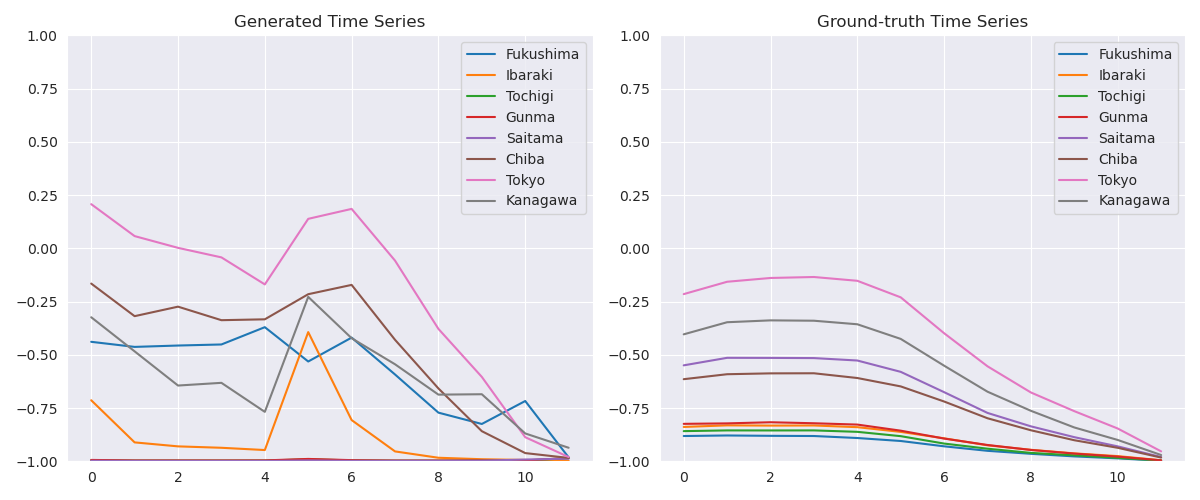 Generated Time Series
1.00
0.75
0.50
0.25
0.00
−0.25
−0.50
−0.75
−1.00
0 2 4 6 8 10
Fukushima
Ibaraki
Tochigi
Gunma
Saitama
Chiba
Tokyo
Kanagawa
Ground-truth Time Series
1.00
0.75
0.50
0.25
0.00
−0.25
−0.50
−0.75
−1.00
0 2 4 6 8 10
Fukushima
Ibaraki
Tochigi
Gunma
Saitama
Chiba
Tokyo
Kanagawa